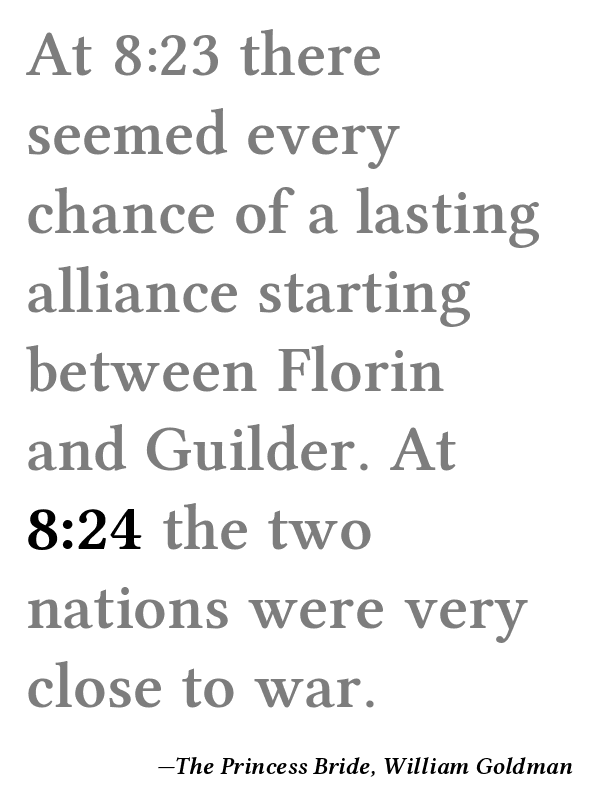 At 8:23 there
seemed every
chance of a lasting
alliance starting
between Florin
and Guilder. At
8:24 the two
nations were very
close to war.
—The Princess Bride, William Goldman